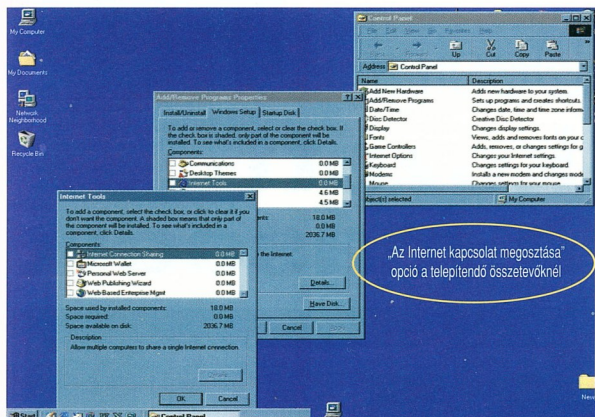 My Computer
My Documents
Network
Neighborhood
Recycle Bin
Control Panel
File Edit View Go Favorites Help
Up Cut Copy Paste
Address Control Panel
Name Description
Add New Hardware Adds new hardware to your system.
Add/Remove Programs Sets up programs and creates shortcuts.
Date/Time Changes date, time and time zone inform
Disc Detector Creative Disc Detector
Display Changes display settings.
Fonts Views, adds and removes fonts on your c
Game Controllers Adds, removes, or changes settings for g
Internet Options Changes your Internet settings.
Keyboard Changes settings for your keyboard.
Modems Installs a new modem and changes mode
Mouse Changes settings for your mouse.
bject(s) selected My Computer
Add/Remove Programs Properties
Install/Uninstall Windows Setup Startup Disk
To add or remove a component, select or clear the check box. If
the check box is shaded, only part of the component will be
installed. To see what's included in a component, click Details.
Components:
Communications 0.0 MB
Desktop Themes 0.0 MB
Internet Tools 0.0 MB
4.6 MB
4.5 MB
ents: 18.0 MB
0.0 MB
2036.7 MB
the Internet.
Details...
Have Disk...
Cancel Apply
Internet Tools
To add a component, select the check box, or click to clear it if you
don't want the component. A shaded box means that only part of
the component will be installed. To see what's included in a
component, click Details.
Components:
Internet Connection Sharing 0.0 MB
Microsoft Wallet 0.0 MB
Personal Web Server 0.0 MB
Web Publishing Wizard 0.0 MB
Web-Based Enterprise Mgmt 0.0 MB
Space used by installed components: 18.0 MB
Space required: 0.0 MB
Space available on disk: 2036.7 MB
Description
Allow multiple computers to share a single Internet connection.
Details...
OK Cancel
„Az Internet kapcsolat megosztása"
opció a telepítendő összetevőknél
Start Control Panel